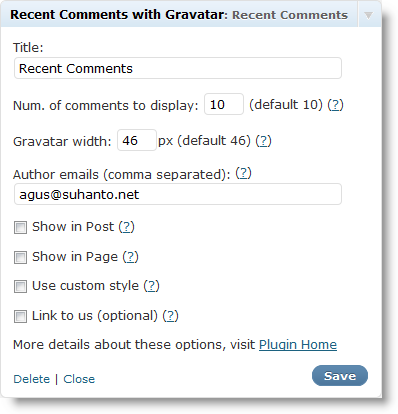 Recent Comments with Gravatar: Recent Comments
Title:
Recent Comments
Num. of comments to display: 10 (default 10) (?)
Gravatar width: 46 px (default 46) (?)
Author emails (comma separated): (?)
agus@suhanto.net
Show in Post (?)
Show in Page (?)
Use custom style (?)
Link to us (optional) (?)
More details about these options, visit Plugin Home
Delete | Close Save